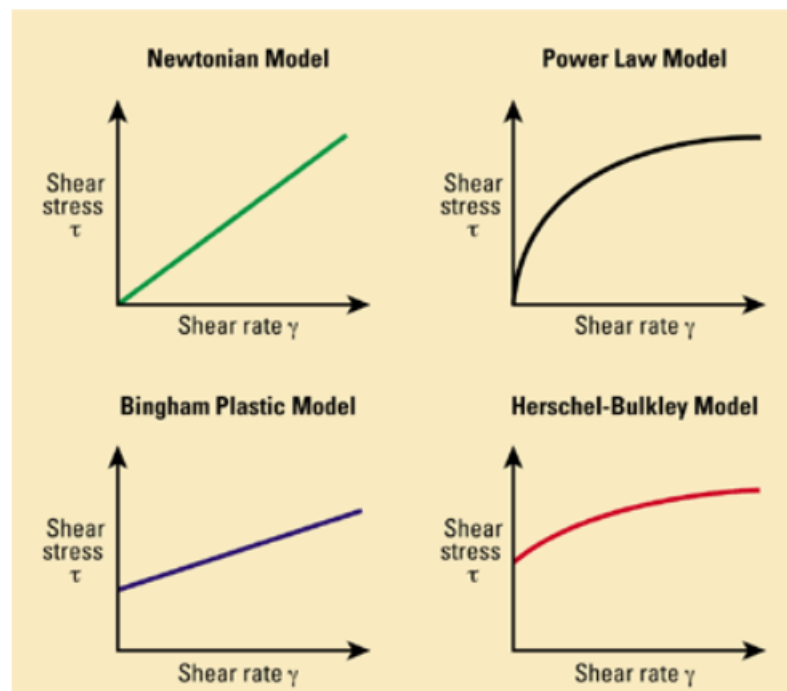 Newtonian Model
Shear
stress
τ
Shear rate γ
Power Law Model
Shear
stress
τ
Shear rate γ
Bingham Plastic Model
Shear
stress
τ
Shear rate γ
Herschel-Bulkley Model
Shear
stress
τ
Shear rate γ